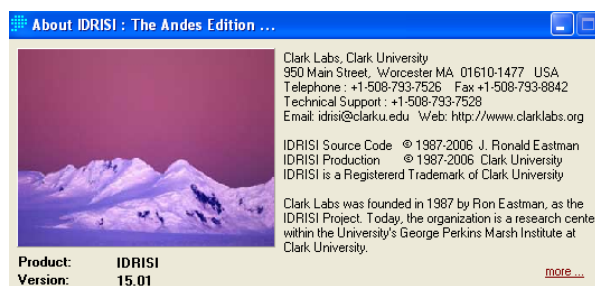 About IDRISI : The Andes Edition ...
Clark Labs, Clark University
950 Main Street, Worcester MA 01610-1477 USA
Telephone : +1-508-793-7526 Fax +1-508-793-8842
Technical Support : +1-508-793-7528
Email: idrisi@clarku.edu Web: http://www.clarklabs.org
IDRISI Source Code © 1987-2006 J. Ronald Eastman
IDRISI Production © 1987-2006 Clark University
IDRISI is a Registererd Trademark of Clark University
Clark Labs was founded in 1987 by Ron Eastman, as the
IDRISI Project. Today, the organization is a research cente
within the University's George Perkins Marsh Institute at
Clark University.
Product: IDRISI
Version: 15.01
more ...